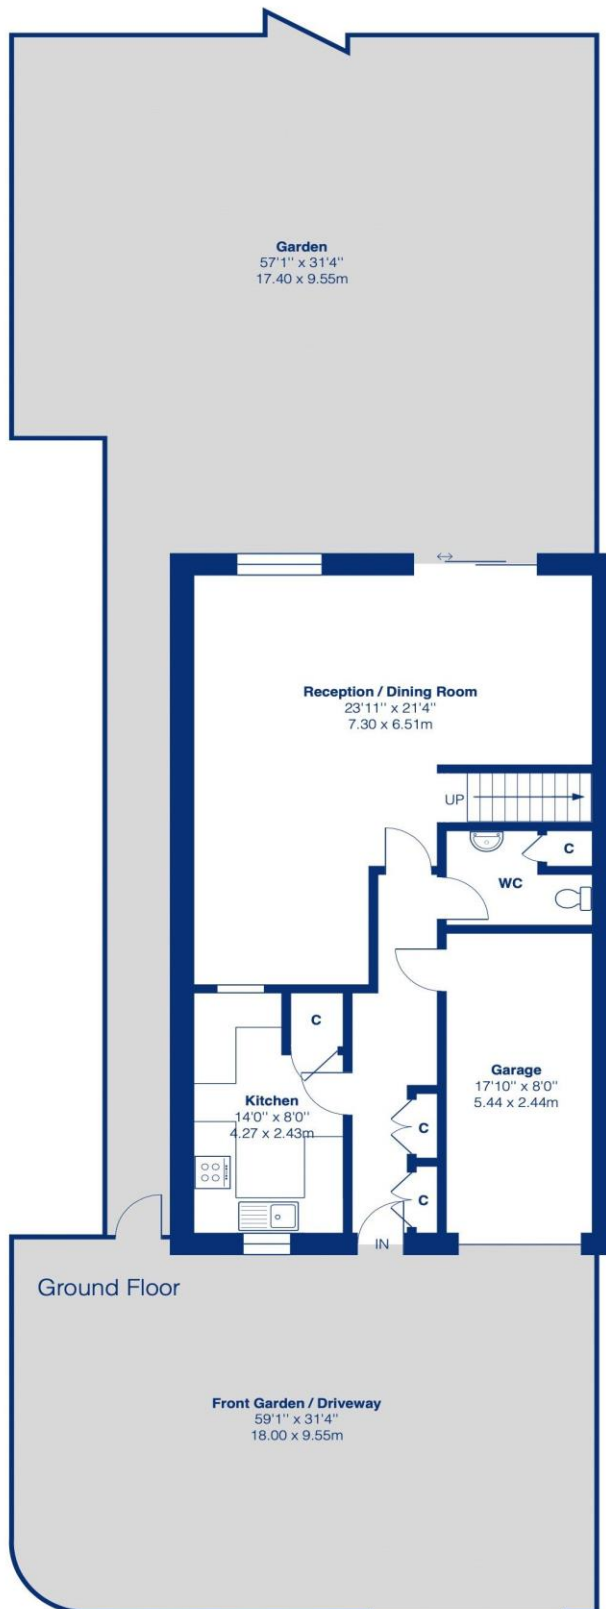 Garden
57'1'' x 31'4''
17.40 x 9.55m
Reception / Dining Room
23'11'' x 21'4''
7.30 x 6.51m
UP
C
WC
C
Garage
17'10'' x 8'0''
5.44 x 2.44m
Kitchen
14'0'' x 8'0''
4.27 x 2.43m
C
C
IN
Ground Floor
Front Garden / Driveway
59'1'' x 31'4''
18.00 x 9.55m